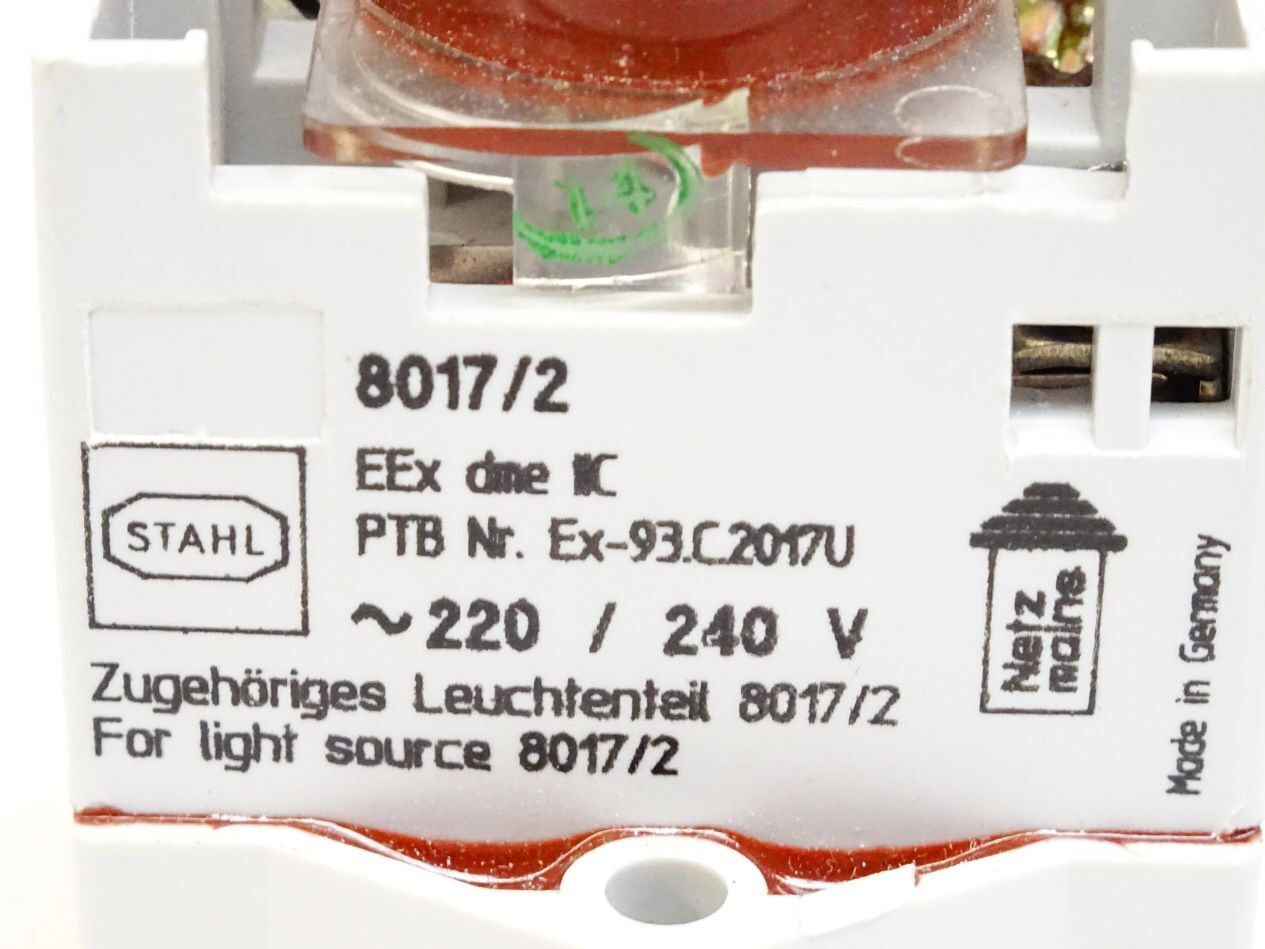 8017/2
EEx dme IIC
PTB Nr. Ex-93.C.2017U
STAHL
~ 220 / 240 V
Zugehöriges Leuchtenteil 8017/2
For light source 8017/2
Netz
mains
Made in Germany